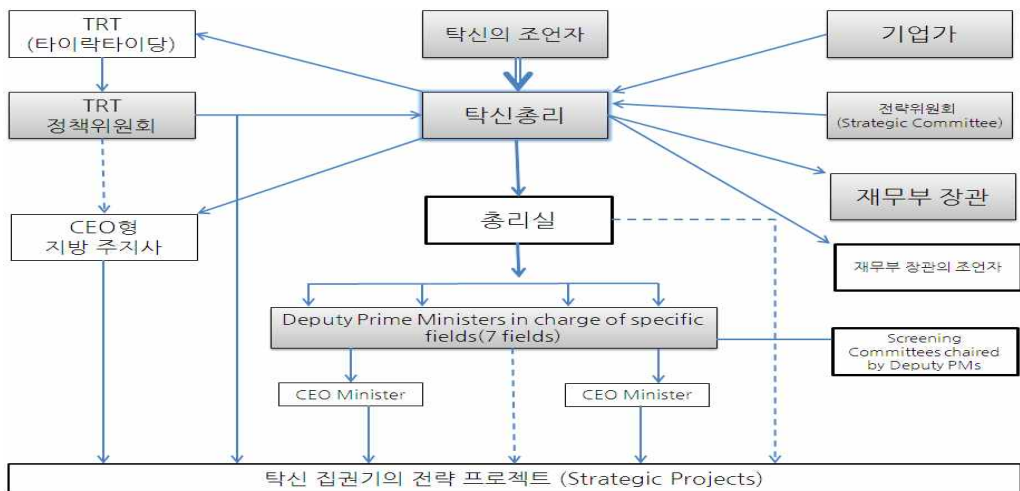 TRT
(타이락타이당)
탁신의 조언자
기업가
TRT
정책위원회
탁신총리
전략위원회
(Strategic Committee)
재무부 장관
CEO형
지방 주지사
총리실
재무부 장관의 조언자
Deputy Prime Ministers in charge of specific
fields(7 fields)
Screening
Committees chaired
by Deputy PMs
CEO Minister
CEO Minister
탁신 집권기의 전략 프로젝트 (Strategic Projects)